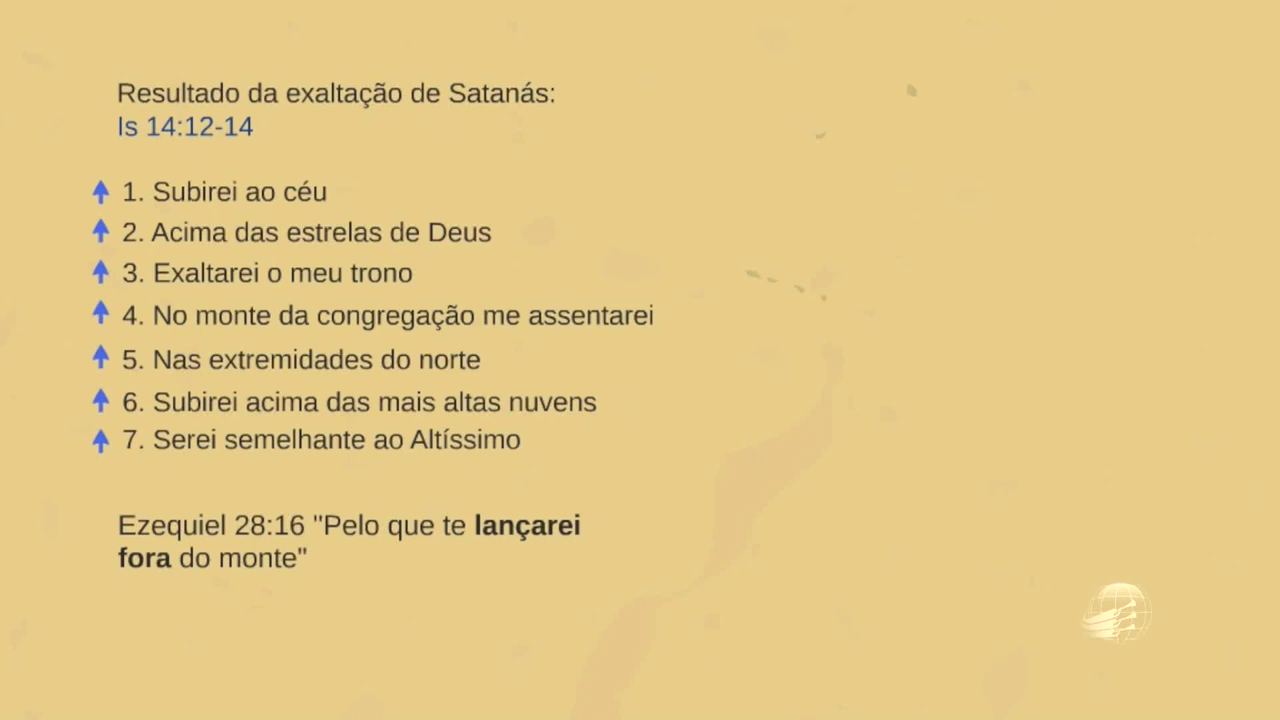 Resultado da exaltação de Satanás:
Is 14:12-14
1. Subirei ao céu
2. Acima das estrelas de Deus
3. Exaltarei o meu trono
4. No monte da congregação me assentarei
5. Nas extremidades do norte
6. Subirei acima das mais altas nuvens
7. Serei semelhante ao Altíssimo
Ezequiel 28:16 "Pelo que te lançarei
fora do monte"